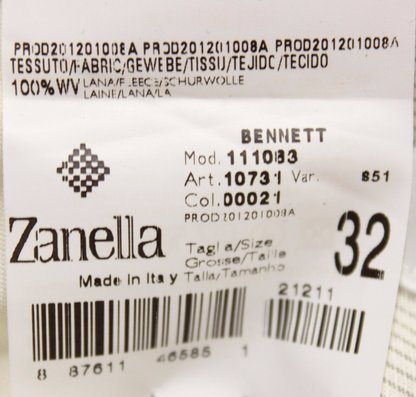 PROD201201008A PROD201201008A PROD201201008A
TESSUTO/FABRIC/GEWEBE/TISSU/TEJIDO/TECIDO
100%WV LANA/FLEECE/SCHURWOLLE
LAINE/LANA/LA
BENNETT
Mod. 111083
Art. 10731 Var. 851
Col. 00021
PROD201201008A
Zanella
Tagl a/Size
Grosse/Taille
Talla/Tamanho
32
Made in Ita y
21211
8 87611 46585 1